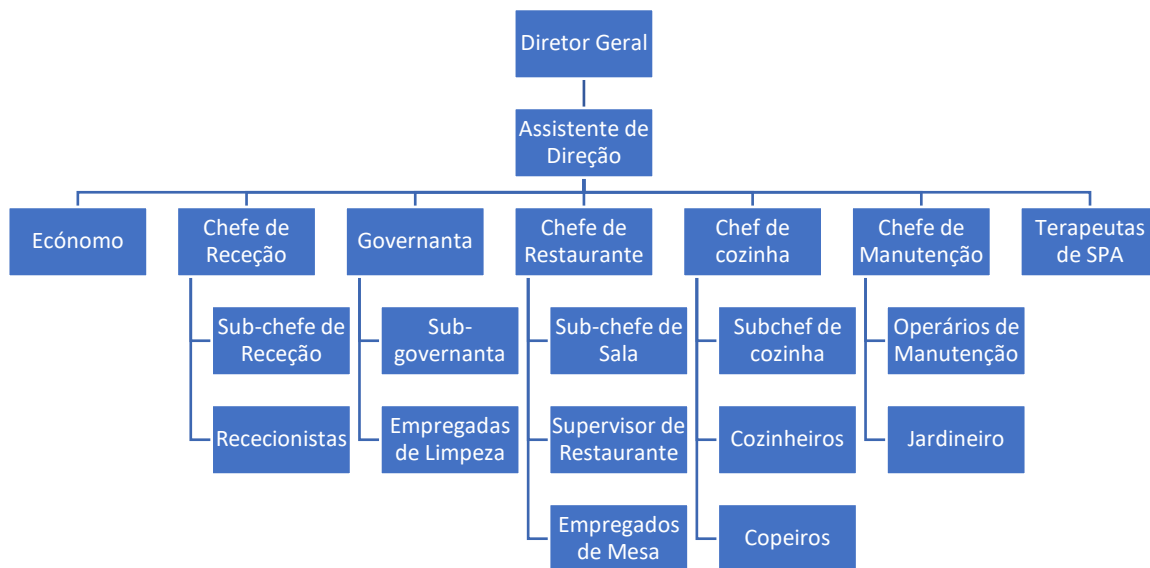 Diretor Geral
Assistente de
Direção
Ecónomo
Chefe de
Receção
Governanta
Chefe de
Restaurante
Chef de
cozinha
Chefe de
Manutenção
Terapeutas
de SPA
Sub-chefe de
Receção
Sub-
governanta
Sub-chefe de
Sala
Subchef de
cozinha
Operários de
Manutenção
Rececionistas
Empregadas
de Limpeza
Supervisor de
Restaurante
Cozinheiros
Jardineiro
Empregados
de Mesa
Copeiros